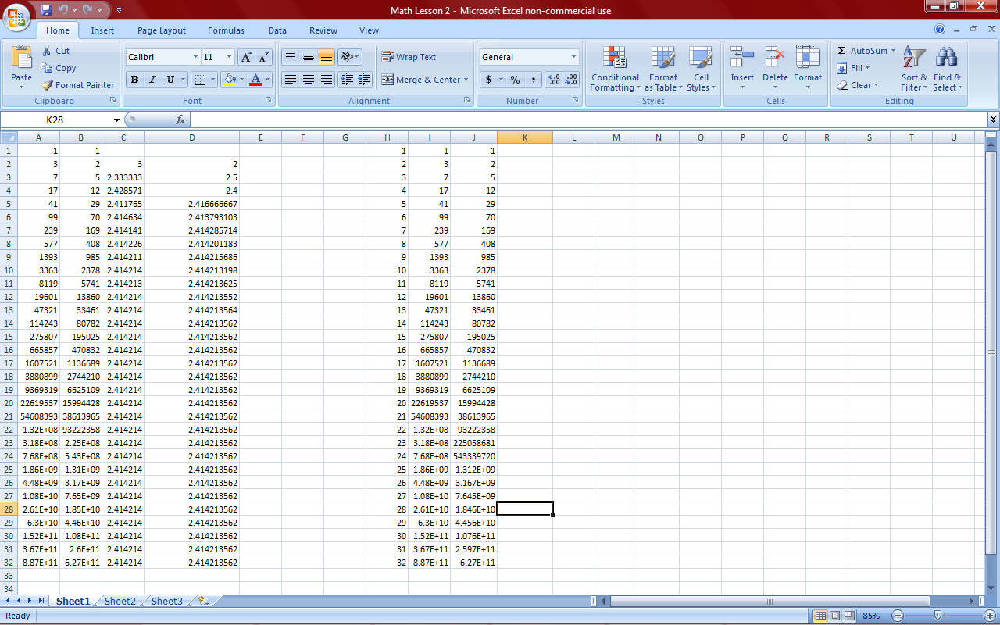 Math Lesson 2 - Microsoft Excel non-commercial use
Home Insert Page Layout Formulas Data Review View
Paste Cut Copy Format Painter Clipboard
Calibri 11 A A B I U A Font
Wrap Text Merge & Center Alignment
General $ % , .00 .00 Number
Conditional Formatting Format as Table Cell Styles Styles
Insert Delete Format Cells
Σ AutoSum Fill Clear Sort & Filter Find & Select Editing
K28 fx
A B C D E F G H I J K L M N O P Q R S T U
1 1 1 1 1 1
2 3 2 3 2 2 3 2
3 7 5 2.333333 2.5 3 7 5
4 17 12 2.428571 2.4 4 17 12
5 41 29 2.411765 2.416666667 5 41 29
6 99 70 2.414634 2.413793103 6 99 70
7 239 169 2.414141 2.414285714 7 239 169
8 577 408 2.414226 2.414201183 8 577 408
9 1393 985 2.414211 2.414215686 9 1393 985
10 3363 2378 2.414214 2.414213198 10 3363 2378
11 8119 5741 2.414213 2.414213625 11 8119 5741
12 19601 13860 2.414214 2.414213552 12 19601 13860
13 47321 33461 2.414214 2.414213564 13 47321 33461
14 114243 80782 2.414214 2.414213562 14 114243 80782
15 275807 195025 2.414214 2.414213562 15 275807 195025
16 665857 470832 2.414214 2.414213562 16 665857 470832
17 1607521 1136689 2.414214 2.414213562 17 1607521 1136689
18 3880899 2744210 2.414214 2.414213562 18 3880899 2744210
19 9369319 6625109 2.414214 2.414213562 19 9369319 6625109
20 22619537 15994428 2.414214 2.414213562 20 22619537 15994428
21 54608393 38613965 2.414214 2.414213562 21 54608393 38613965
22 1.32E+08 93222358 2.414214 2.414213562 22 1.32E+08 93222358
23 3.18E+08 2.25E+08 2.414214 2.414213562 23 3.18E+08 225058681
24 7.68E+08 5.43E+08 2.414214 2.414213562 24 7.68E+08 543339720
25 1.86E+09 1.31E+09 2.414214 2.414213562 25 1.86E+09 1.312E+09
26 4.48E+09 3.17E+09 2.414214 2.414213562 26 4.48E+09 3.167E+09
27 1.08E+10 7.65E+09 2.414214 2.414213562 27 1.08E+10 7.645E+09
28 2.61E+10 1.85E+10 2.414214 2.414213562 28 2.61E+10 1.846E+10
29 6.3E+10 4.46E+10 2.414214 2.414213562 29 6.3E+10 4.456E+10
30 1.52E+11 1.08E+11 2.414214 2.414213562 30 1.52E+11 1.076E+11
31 3.67E+11 2.6E+11 2.414214 2.414213562 31 3.67E+11 2.597E+11
32 8.87E+11 6.27E+11 2.414214 2.414213562 32 8.87E+11 6.27E+11
33
34
Sheet1 Sheet2 Sheet3
Ready 85%